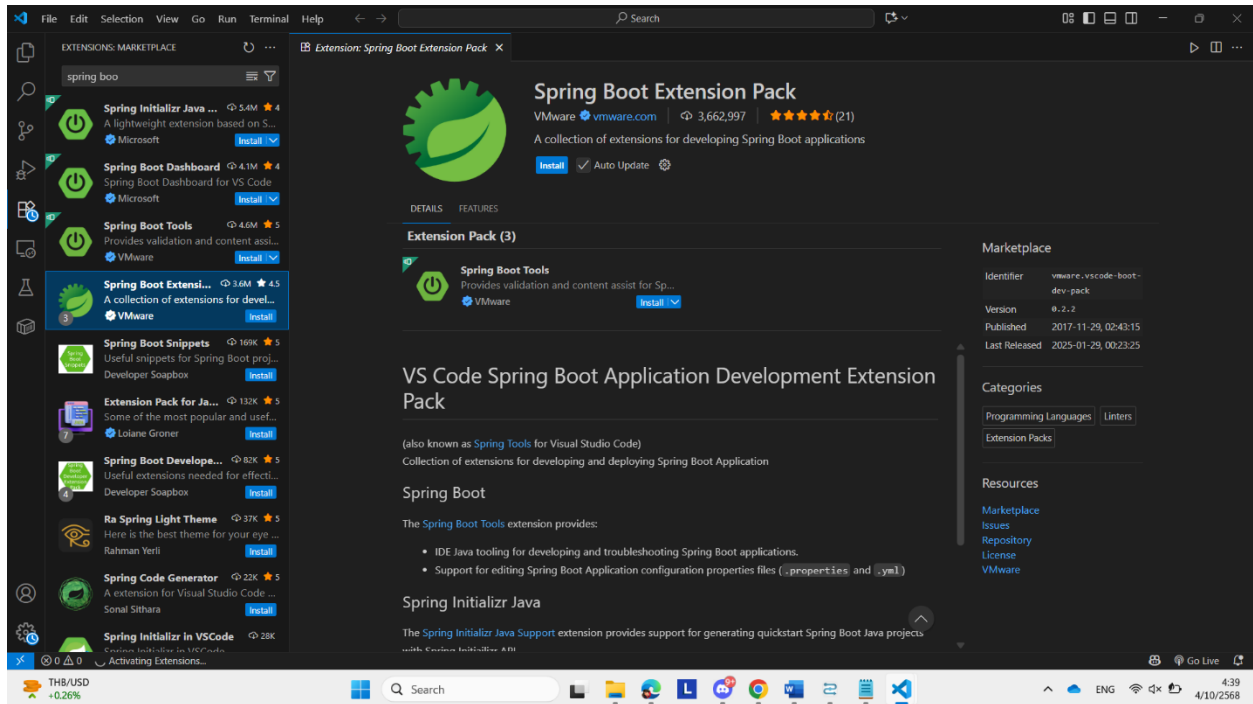 File Edit Selection View Go Run Terminal Help
Search
EXTENSIONS: MARKETPLACE
spring boo
Spring Initializr Java ... 5.4M 4
A lightweight extension based on S...
Microsoft Install
Spring Boot Dashboard 4.1M 4
Spring Boot Dashboard for VS Code
Microsoft Install
Spring Boot Tools 4.6M 5
Provides validation and content assi...
VMware Install
Spring Boot Extensi... 3.6M 4.5
A collection of extensions for devel...
3 VMware Install
Spring Boot Snippets 169K 5
Useful snippets for Spring Boot proj...
Developer Soapbox Install
Extension Pack for Ja... 132K 5
Some of the most popular and usef...
7 Loiane Groner Install
Spring Boot Develope... 82K 5
Useful extensions needed for effecti...
4 Developer Soapbox Install
Ra Spring Light Theme 37K 5
Here is the best theme for your eye ...
Rahman Yerli Install
Spring Code Generator 22K 5
A extension for Visual Studio Code ...
Sonal Sithara Install
Spring Initializr in VSCode 28K
Spring Initializr in VSCode
Extension: Spring Boot Extension Pack
Spring Boot Extension Pack
VMware vmware.com 3,662,997 (21)
A collection of extensions for developing Spring Boot applications
Install Auto Update
DETAILS FEATURES
Extension Pack (3)
Spring Boot Tools
Provides validation and content assist for Sp...
VMware Install
VS Code Spring Boot Application Development Extension
Pack
(also known as Spring Tools for Visual Studio Code)
Collection of extensions for developing and deploying Spring Boot Application
Spring Boot
The Spring Boot Tools extension provides:
• IDE Java tooling for developing and troubleshooting Spring Boot applications.
• Support for editing Spring Boot Application configuration properties files (.properties and .yml)
Spring Initializr Java
The Spring Initializr Java Support extension provides support for generating quickstart Spring Boot Java projects
with Spring Initializr API
Marketplace
Identifier vmware.vscode-boot-
dev-pack
Version 0.2.2
Published 2017-11-29, 02:43:15
Last Released 2025-01-29, 00:23:25
Categories
Programming Languages Linters
Extension Packs
Resources
Marketplace
Issues
Repository
License
VMware
0 0 Activating Extensions... Go Live
THB/USD
+0.26%
Search
ENG
4:39
4/10/2568